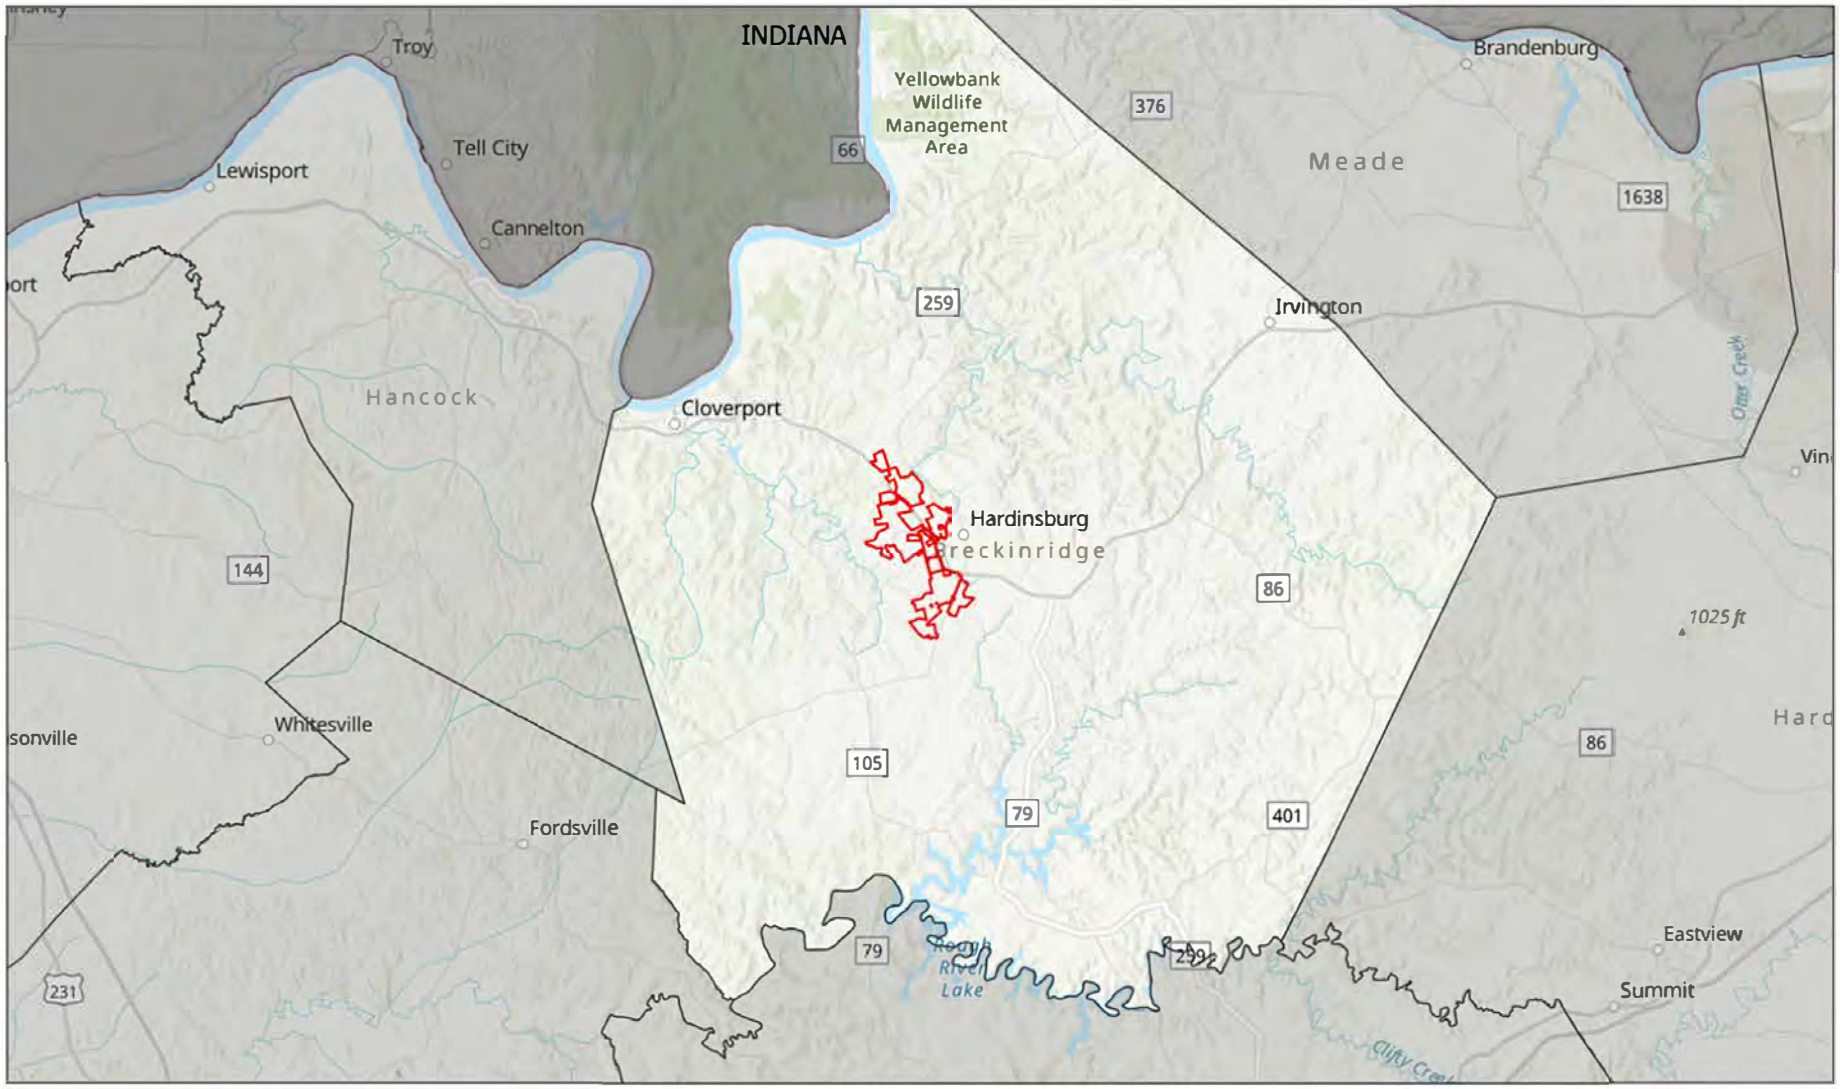 INDIANA
Troy
Brandenburg
Yellowbank
Wildlife
Management
Area
376
66
Tell City
Meade
Lewisport
1638
Cannelton
ort
259
Irvington
Otter Creek
Hancock
Cloverport
Vin
Hardinsburg
Breckinridge
144
86
1025 ft
Hard
Whitesville
sonville
86
105
79
401
Fordsville
Eastview
79
Rough
River
Lake
259
231
Summit
Clifty Creek